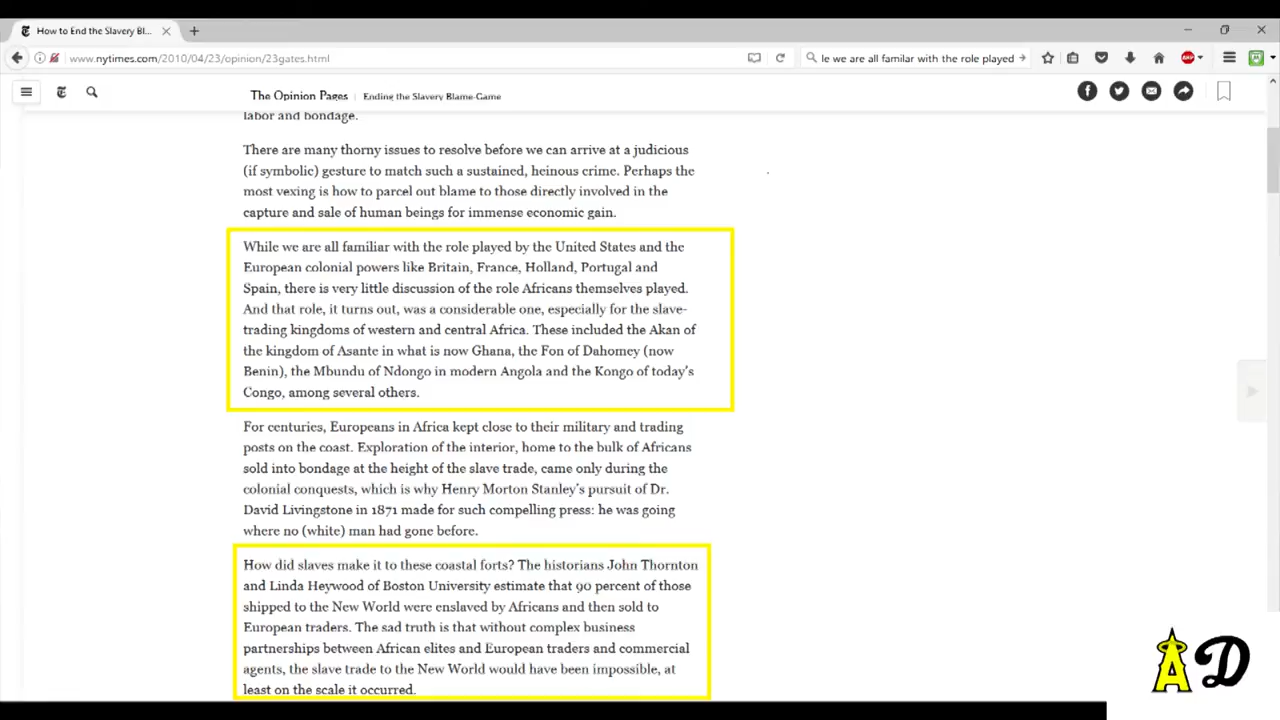 How to End the Slavery Bl...
www.nytimes.com/2010/04/23/opinion/23gates.html
le we are all familar with the role played
The Opinion Pages | Ending the Slavery Blame-Game
labor and bondage.
There are many thorny issues to resolve before we can arrive at a judicious
(if symbolic) gesture to match such a sustained, heinous crime. Perhaps the
most vexing is how to parcel out blame to those directly involved in the
capture and sale of human beings for immense economic gain.
While we are all familiar with the role played by the United States and the
European colonial powers like Britain, France, Holland, Portugal and
Spain, there is very little discussion of the role Africans themselves played.
And that role, it turns out, was a considerable one, especially for the slave-
trading kingdoms of western and central Africa. These included the Akan of
the kingdom of Asante in what is now Ghana, the Fon of Dahomey (now
Benin), the Mbundu of Ndongo in modern Angola and the Kongo of today's
Congo, among several others.
For centuries, Europeans in Africa kept close to their military and trading
posts on the coast. Exploration of the interior, home to the bulk of Africans
sold into bondage at the height of the slave trade, came only during the
colonial conquests, which is why Henry Morton Stanley's pursuit of Dr.
David Livingstone in 1871 made for such compelling press: he was going
where no (white) man had gone before.
How did slaves make it to these coastal forts? The historians John Thornton
and Linda Heywood of Boston University estimate that 90 percent of those
shipped to the New World were enslaved by Africans and then sold to
European traders. The sad truth is that without complex business
partnerships between African elites and European traders and commercial
agents, the slave trade to the New World would have been impossible, at
least on the scale it occurred.
A D